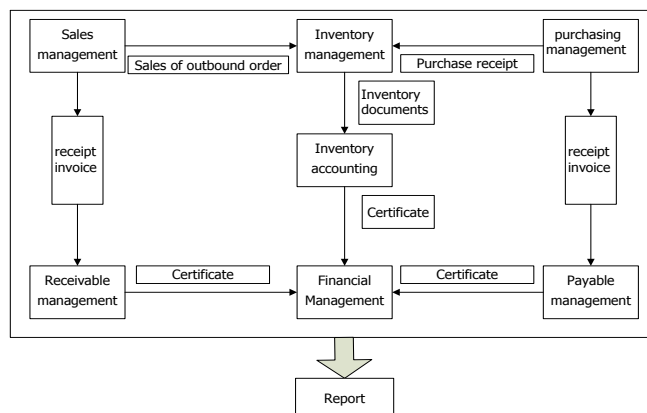 Sales
management
Inventory
management
purchasing
management
Sales of outbound order
Purchase receipt
Inventory
documents
receipt
invoice
Inventory
accounting
receipt
invoice
Certificate
Receivable
management
Certificate
Financial
Management
Certificate
Payable
management
Report